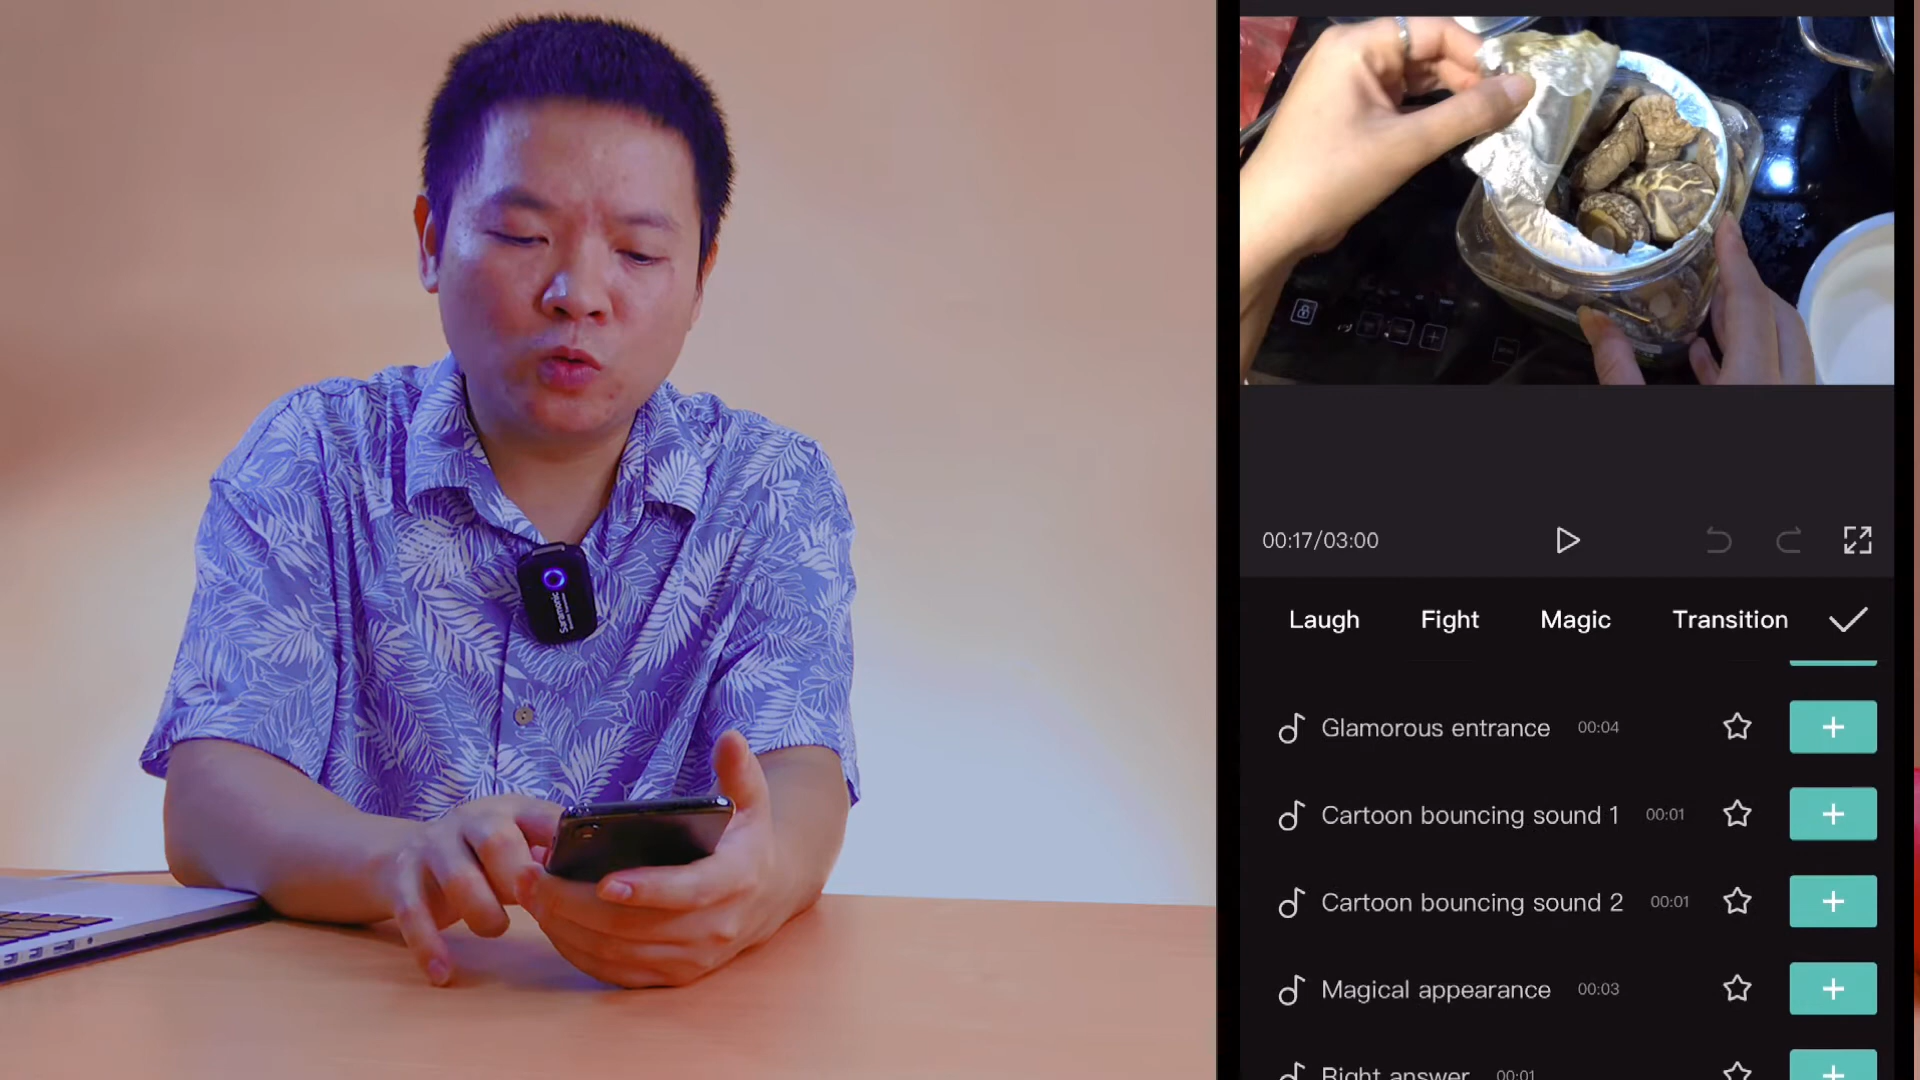 Saramonic
00:17/03:00
Laugh Fight Magic Transition
Glamorous entrance 00:04
Cartoon bouncing sound 1 00:01
Cartoon bouncing sound 2 00:01
Magical appearance 00:03
Right answer 00:01